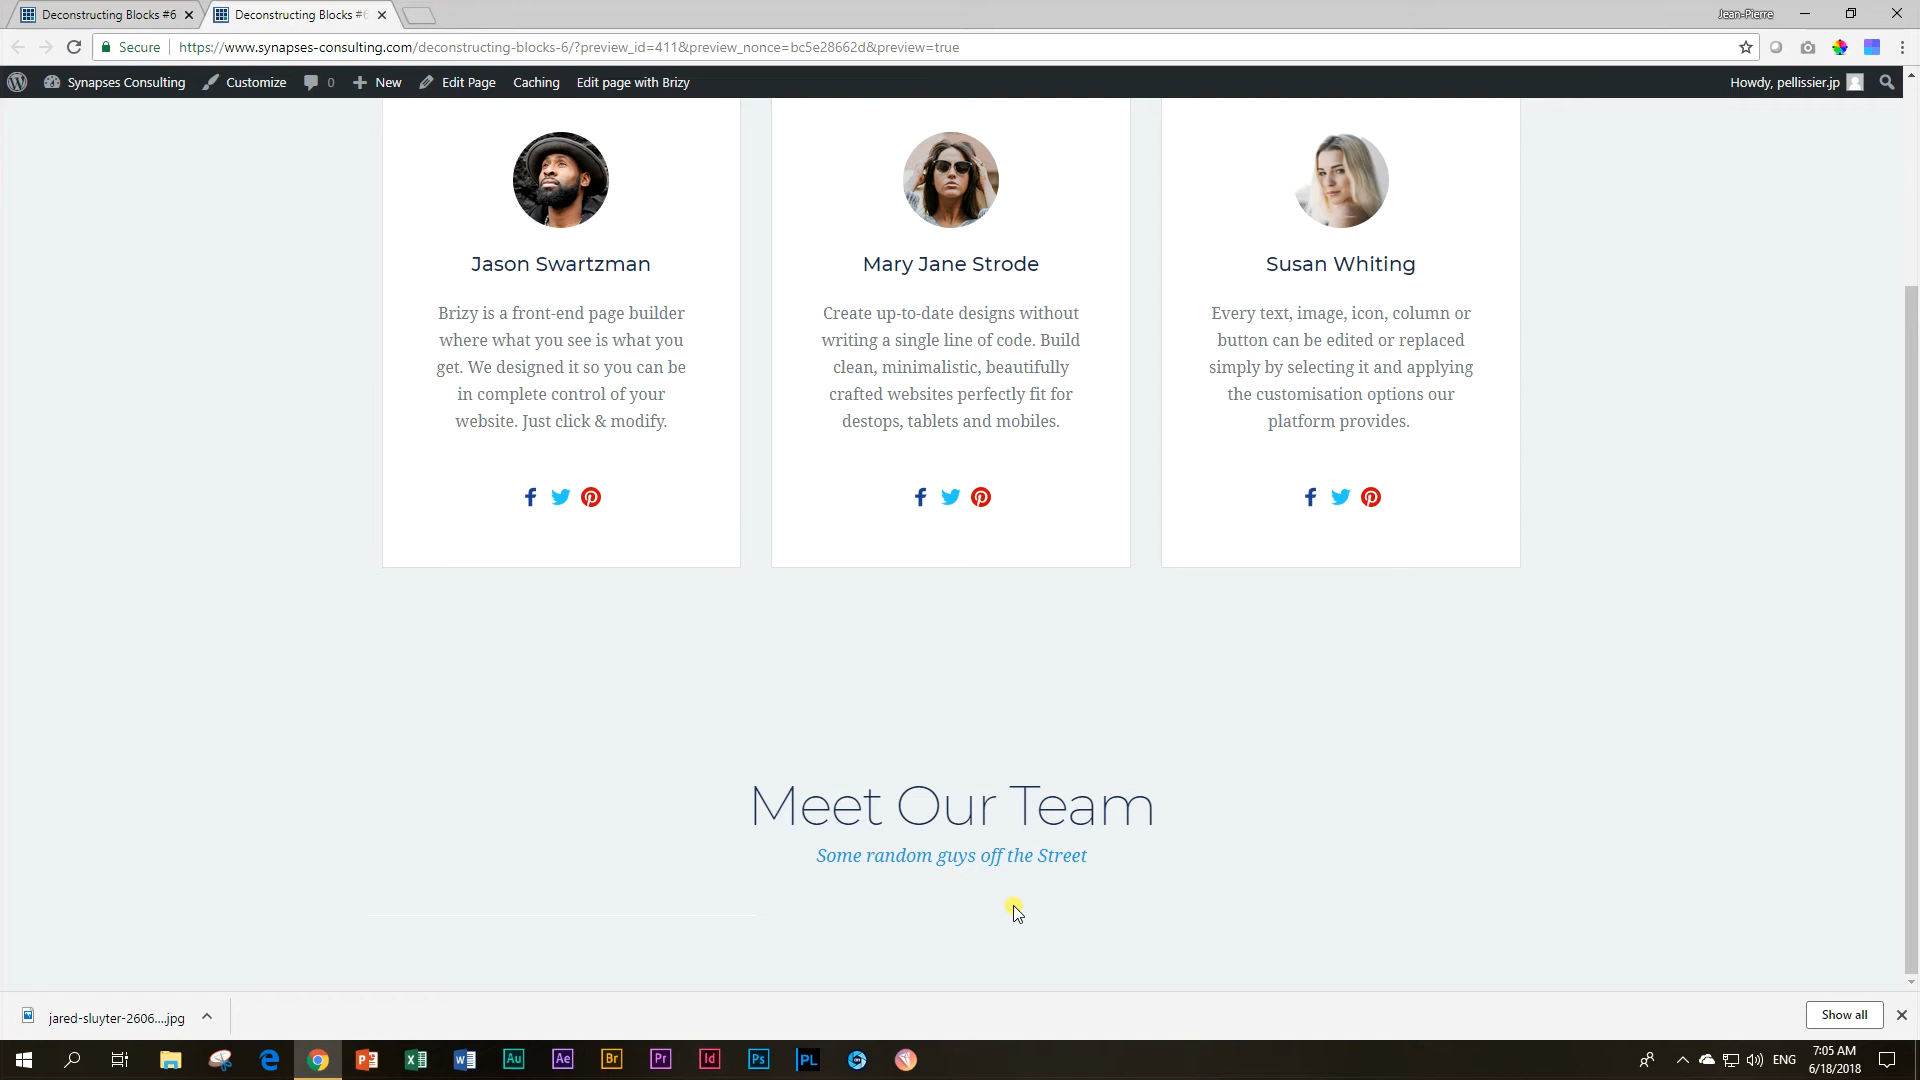 Deconstructing Blocks #6
Deconstructing Blocks #6
Jean-Pierre
Secure
https://www.synapses-consulting.com/deconstructing-blocks-6/?preview_id=411&preview_nonce=bc5e28662d&preview=true
Synapses Consulting
Customize
0
New
Edit Page
Caching
Edit page with Brizy
Howdy, pellissier.jp
Jason Swartzman
Brizy is a front-end page builder
where what you see is what you
get. We designed it so you can be
in complete control of your
website. Just click & modify.
Mary Jane Strode
Create up-to-date designs without
writing a single line of code. Build
clean, minimalistic, beautifully
crafted websites perfectly fit for
destops, tablets and mobiles.
Susan Whiting
Every text, image, icon, column or
button can be edited or replaced
simply by selecting it and applying
the customisation options our
platform provides.
Meet Our Team
Some random guys off the Street
jared-sluyter-2606....jpg
Show all
Au
Ae
Br
Pr
Id
Ps
PL
ENG
7:05 AM
6/18/2018